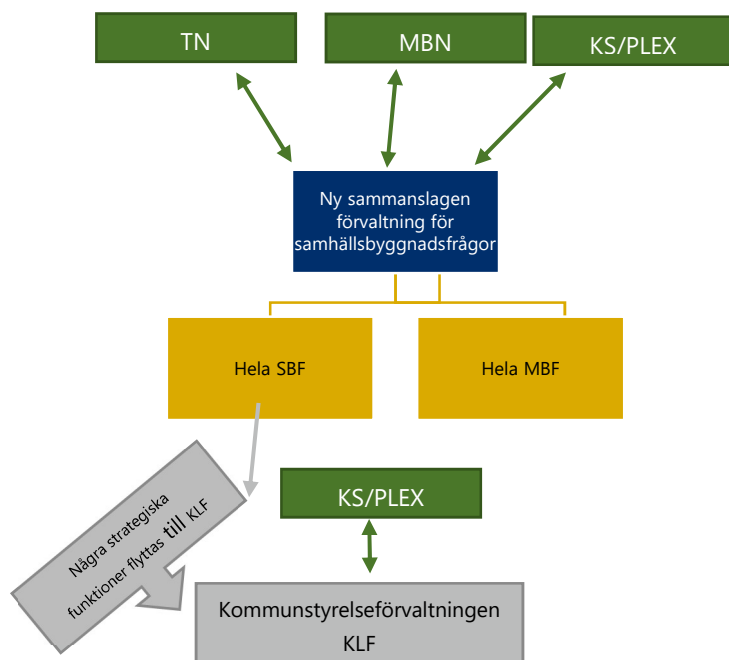 TN
MBN
KS/PLEX
Ny sammanslagen
förvaltning för
samhällsbyggnadsfrågor
Hela SBF
Hela MBF
Några strategiska
funktioner flyttas till KLF
KS/PLEX
Kommunstyrelseförvaltningen
KLF